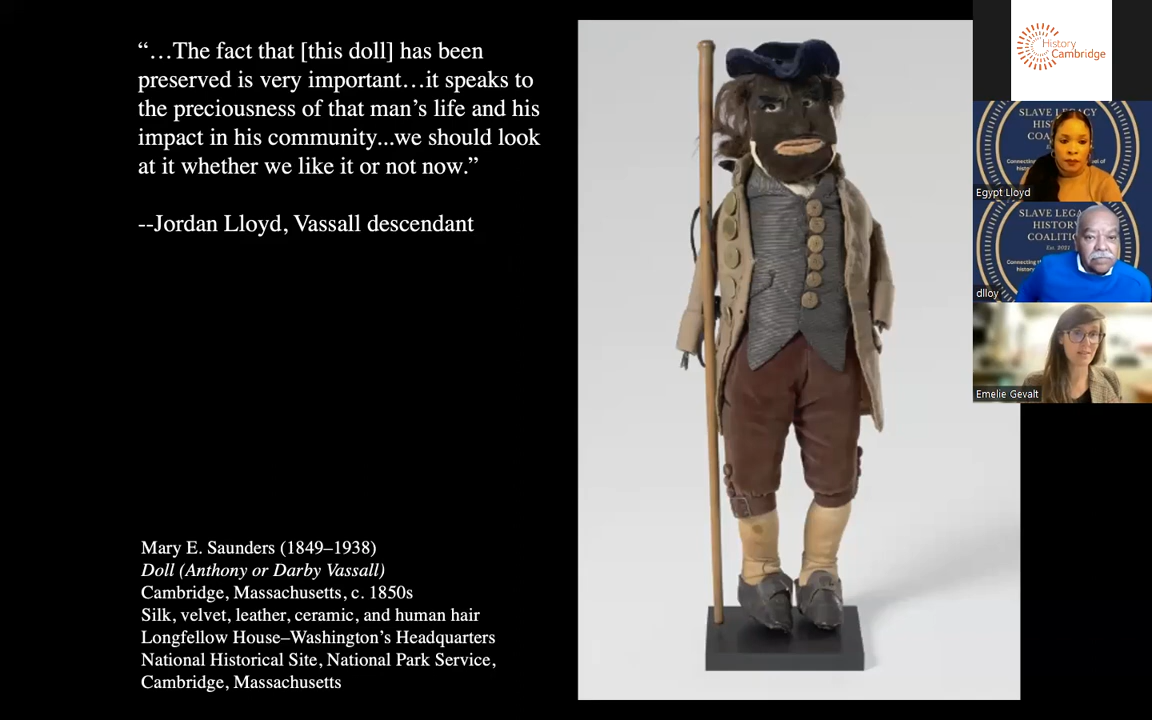 “…The fact that [this doll] has been
preserved is very important…it speaks to
the preciousness of that man’s life and his
impact in his community...we should look
at it whether we like it or not now.”
--Jordan Lloyd, Vassall descendant
Mary E. Saunders (1849–1938)
Doll (Anthony or Darby Vassall)
Cambridge, Massachusetts, c. 1850s
Silk, velvet, leather, ceramic, and human hair
Longfellow House–Washington’s Headquarters
National Historical Site, National Park Service,
Cambridge, Massachusetts
History
Cambridge
SLAVE LEGACY
Egypt Lloyd
SLAVE
dlloy
Emelie Gevalt